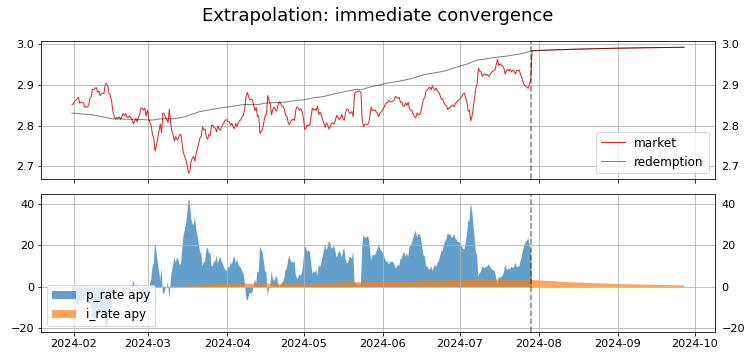 Extrapolation: immediate convergence
3.0
3.0
2.9
2.9
2.8
2.8
2.7
2.7
market
redemption
40
40
20
20
0
0
−20
−20
p_rate apy
i_rate apy
2024-02 2024-03 2024-04 2024-05 2024-06 2024-07 2024-08 2024-09 2024-10